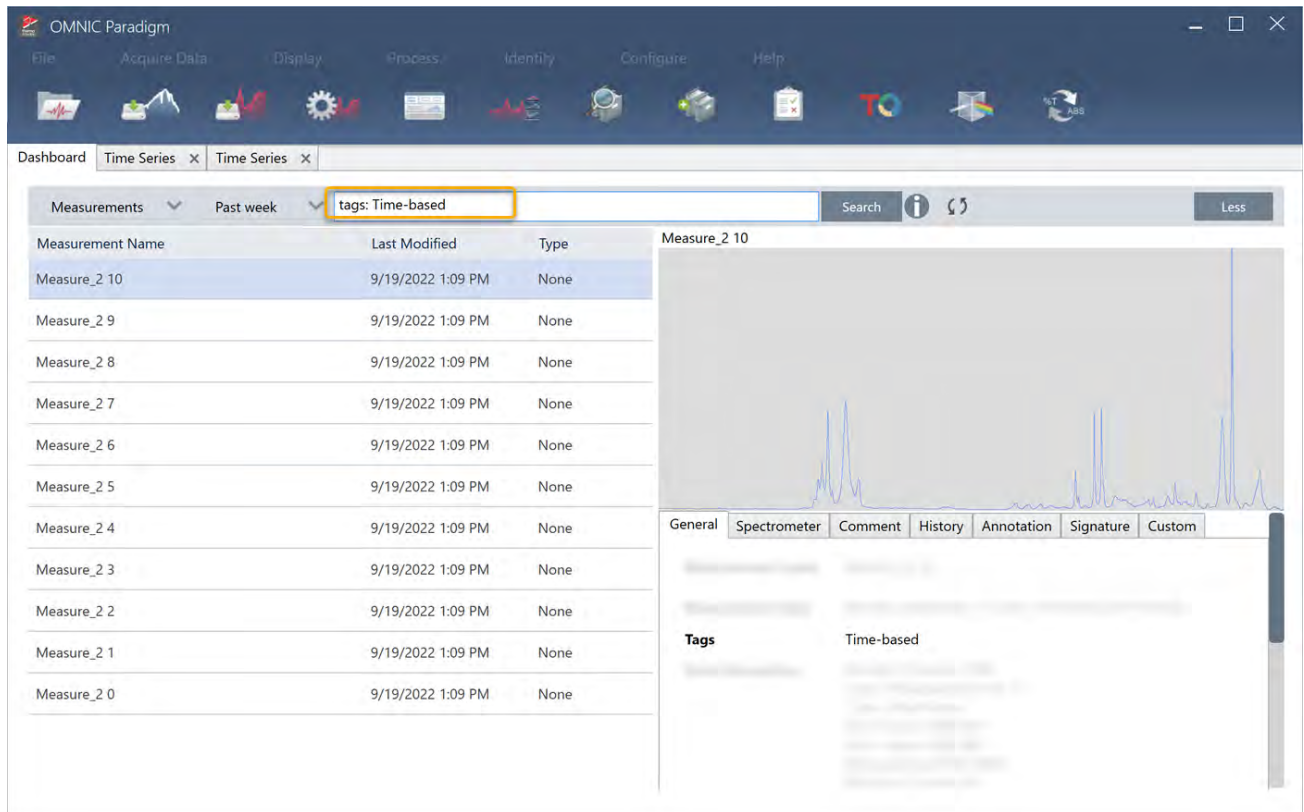 OMNIC Paradigm
File Acquire Data Display Process Identify Configure Help
%T ABS
TQ
Dashboard Time Series Time Series
Measurements Past week tags: Time-based Search Less
Measurement Name Last Modified Type
Measure_2 10 9/19/2022 1:09 PM None
Measure_2 9 9/19/2022 1:09 PM None
Measure_2 8 9/19/2022 1:09 PM None
Measure_2 7 9/19/2022 1:09 PM None
Measure_2 6 9/19/2022 1:09 PM None
Measure_2 5 9/19/2022 1:09 PM None
Measure_2 4 9/19/2022 1:09 PM None
Measure_2 3 9/19/2022 1:09 PM None
Measure_2 2 9/19/2022 1:09 PM None
Measure_2 1 9/19/2022 1:09 PM None
Measure_2 0 9/19/2022 1:09 PM None
Measure_2 10
General Spectrometer Comment History Annotation Signature Custom
Tags Time-based